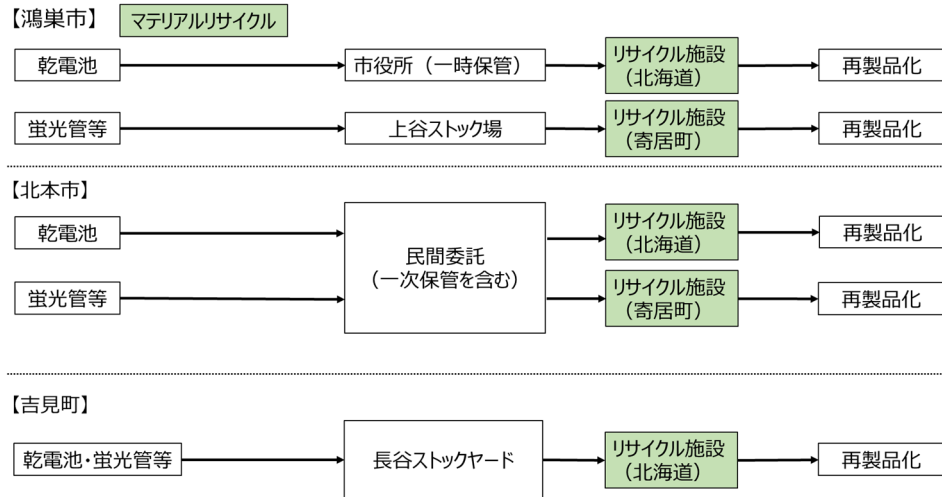 【鴻巣市】 マテリアルリサイクル
乾電池 市役所（一時保管） リサイクル施設
（北海道） 再製品化
蛍光管等 上谷ストック場 リサイクル施設
（寄居町） 再製品化
【北本市】
乾電池 民間委託
（一次保管を含む） リサイクル施設
（北海道） 再製品化
蛍光管等 リサイクル施設
（寄居町） 再製品化
【吉見町】
乾電池・蛍光管等 長谷ストックヤード リサイクル施設
（北海道） 再製品化